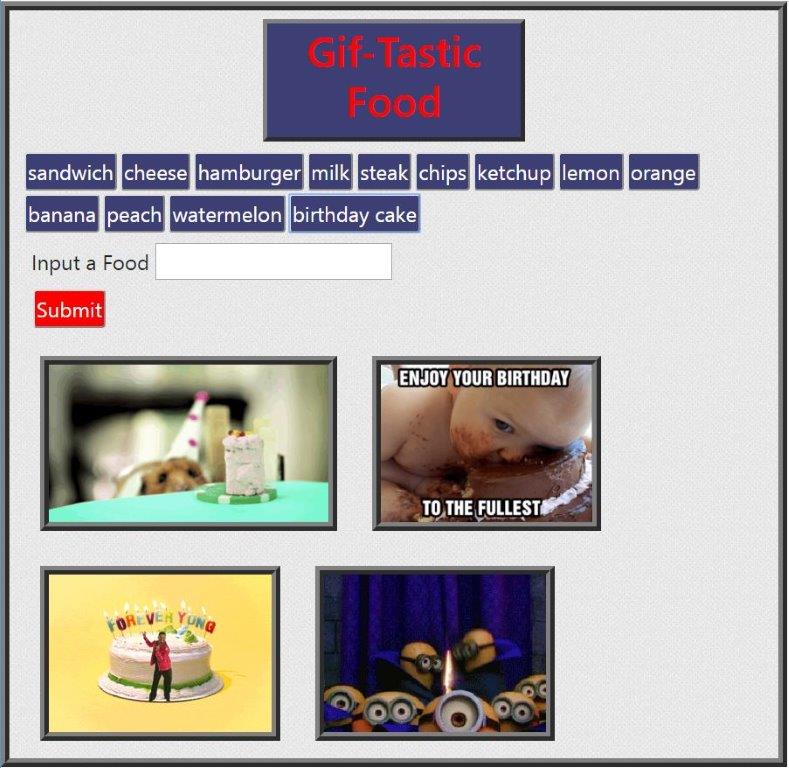 Gif-Tastic
Food
sandwich cheese hamburger milk steak chips ketchup lemon orange
banana peach watermelon birthday cake
Input a Food
Submit
ENJOY YOUR BIRTHDAY
TO THE FULLEST
FOREVER YUNG